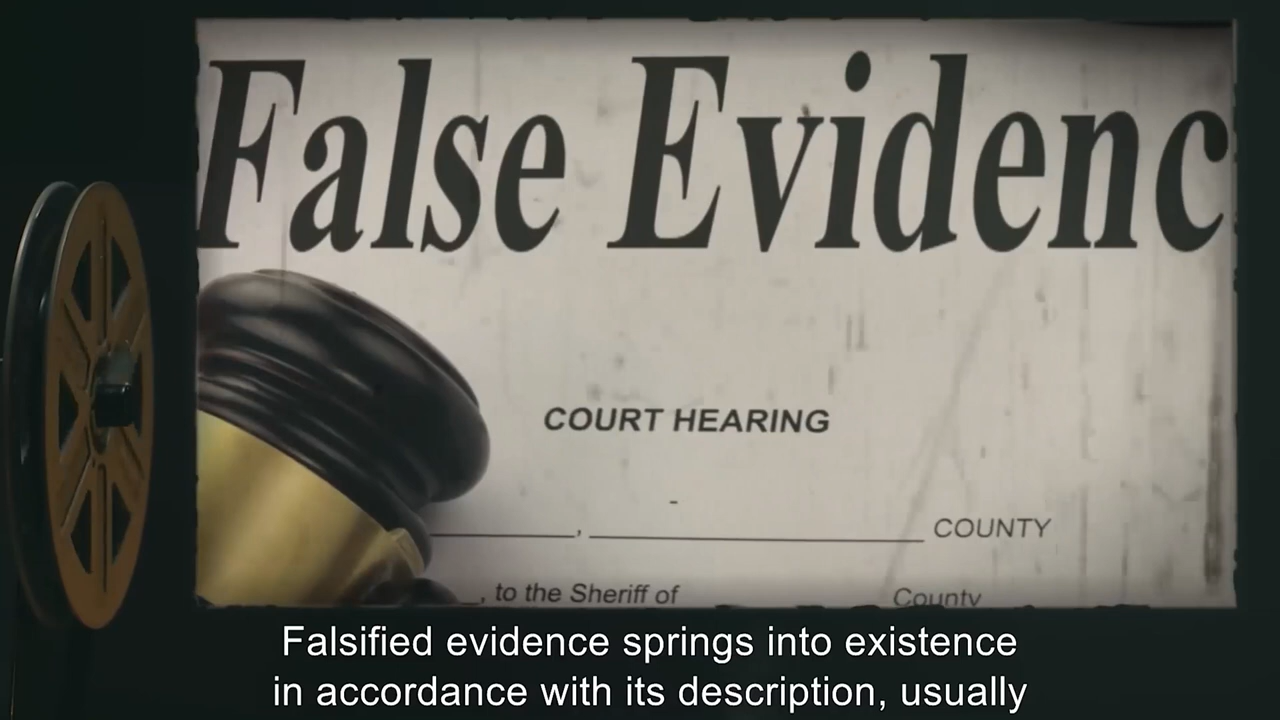 False Evidenc
COURT HEARING
, COUNTY
, to the Sheriff of County
Falsified evidence springs into existence
in accordance with its description, usually